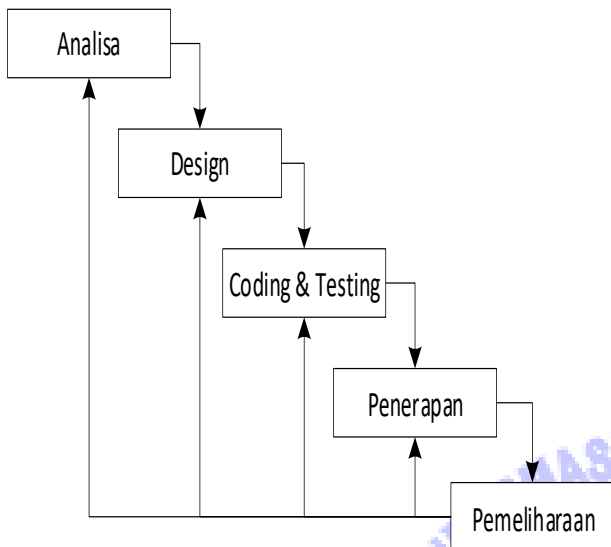 Analisa
Design
Coding & Testing
Penerapan
Pemeliharaan